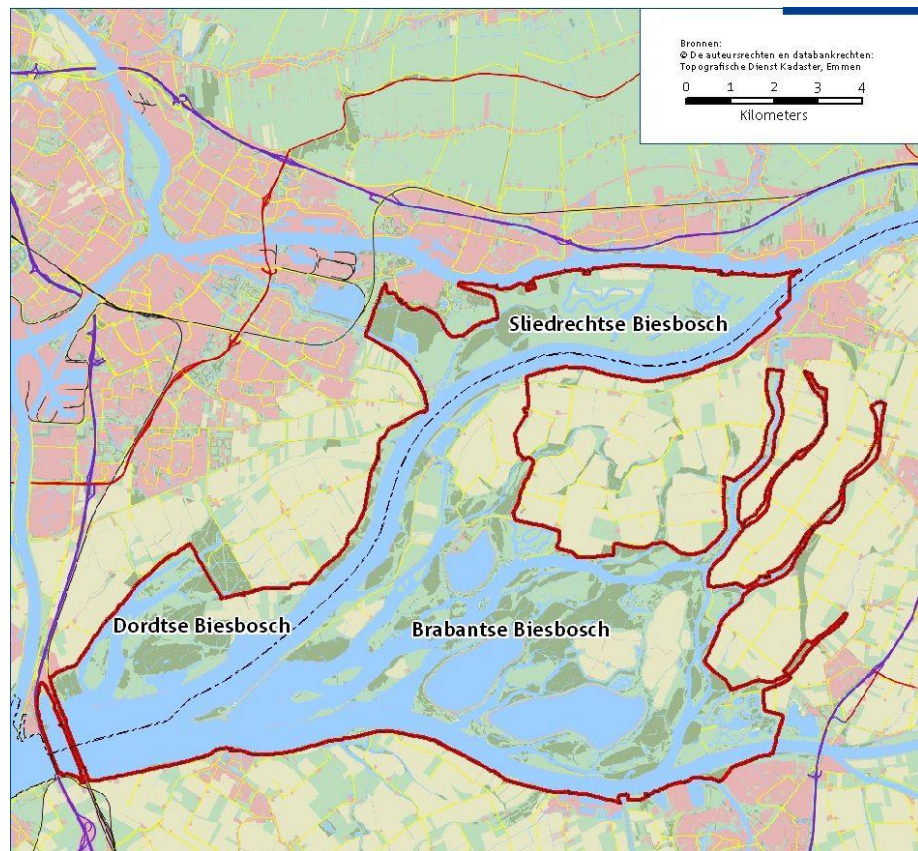 Bronnen:
© De auteursrechten en databankrechten:
Topografische Dienst Kadaster, Emmen
0 1 2 3 4
Kilometers
Sliedrechtse Biesbosch
Dordtse Biesbosch
Brabantse Biesbosch